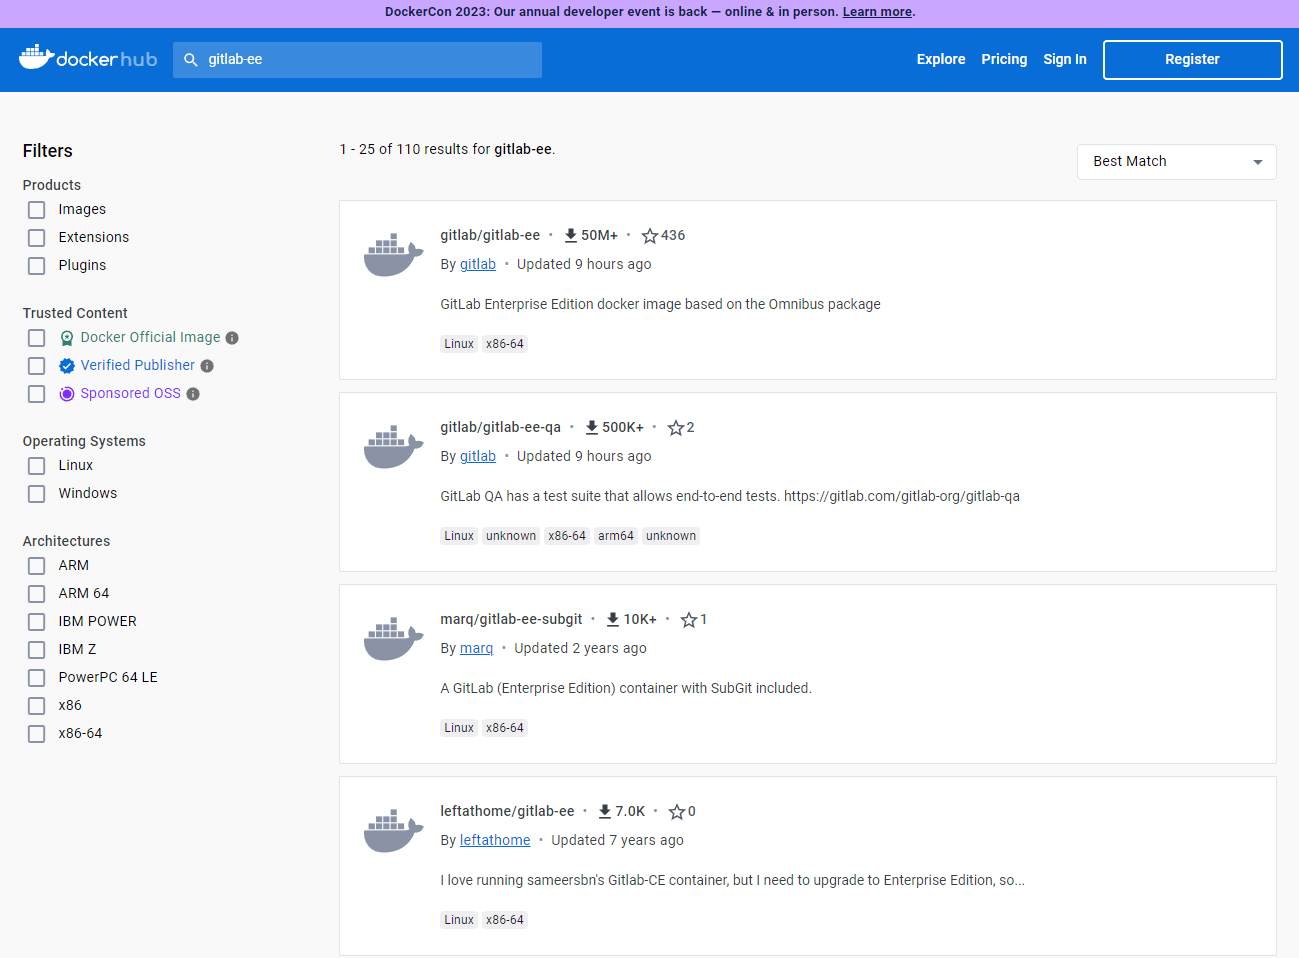 DockerCon 2023: Our annual developer event is back — online & in person. Learn more.
docker hub
gitlab-ee
Explore
Pricing
Sign In
Register
Filters
Products
Images
Extensions
Plugins
Trusted Content
Docker Official Image
Verified Publisher
Sponsored OSS
Operating Systems
Linux
Windows
Architectures
ARM
ARM 64
IBM POWER
IBM Z
PowerPC 64 LE
x86
x86-64
1 - 25 of 110 results for gitlab-ee.
Best Match
gitlab/gitlab-ee • 50M+ • 436
By gitlab • Updated 9 hours ago
GitLab Enterprise Edition docker image based on the Omnibus package
Linux x86-64
gitlab/gitlab-ee-qa • 500K+ • 2
By gitlab • Updated 9 hours ago
GitLab QA has a test suite that allows end-to-end tests. https://gitlab.com/gitlab-org/gitlab-qa
Linux unknown x86-64 arm64 unknown
marq/gitlab-ee-subgit • 10K+ • 1
By marq • Updated 2 years ago
A GitLab (Enterprise Edition) container with SubGit included.
Linux x86-64
leftathome/gitlab-ee • 7.0K • 0
By leftathome • Updated 7 years ago
I love running sameersbn's Gitlab-CE container, but I need to upgrade to Enterprise Edition, so...
Linux x86-64